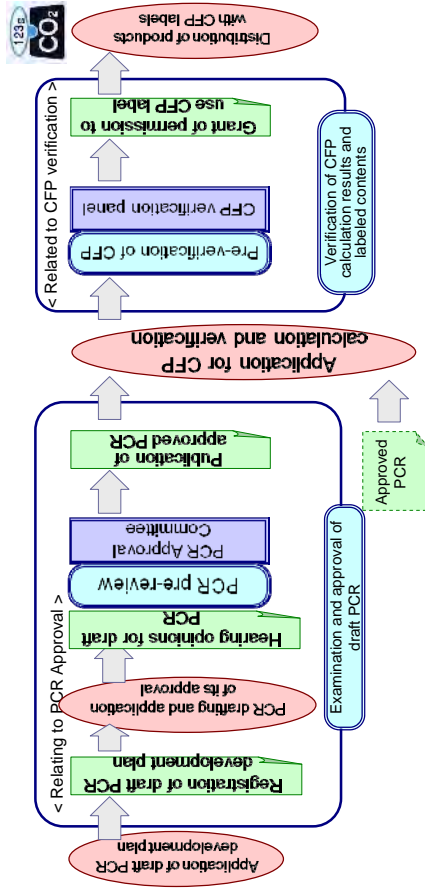 Application of draft PCR
development plan
< Relating to PCR Approval >
Registration of draft PCR
development plan
PCR drafting and application
of its approval
Hearing opinions for draft
PCR
PCR pre-review
PCR Approval
Committee
Publication of
approved PCR
Examination and approval of
draft PCR
Approved
PCR
Application for CFP
calculation and verification
< Related to CFP verification >
Pre-verification of CFP
CFP verification panel
Grant of permission to
use CFP label
Verification of CFP
calculation results and
labeled contents
Distribution of products
with CFP labels
123g
CO2